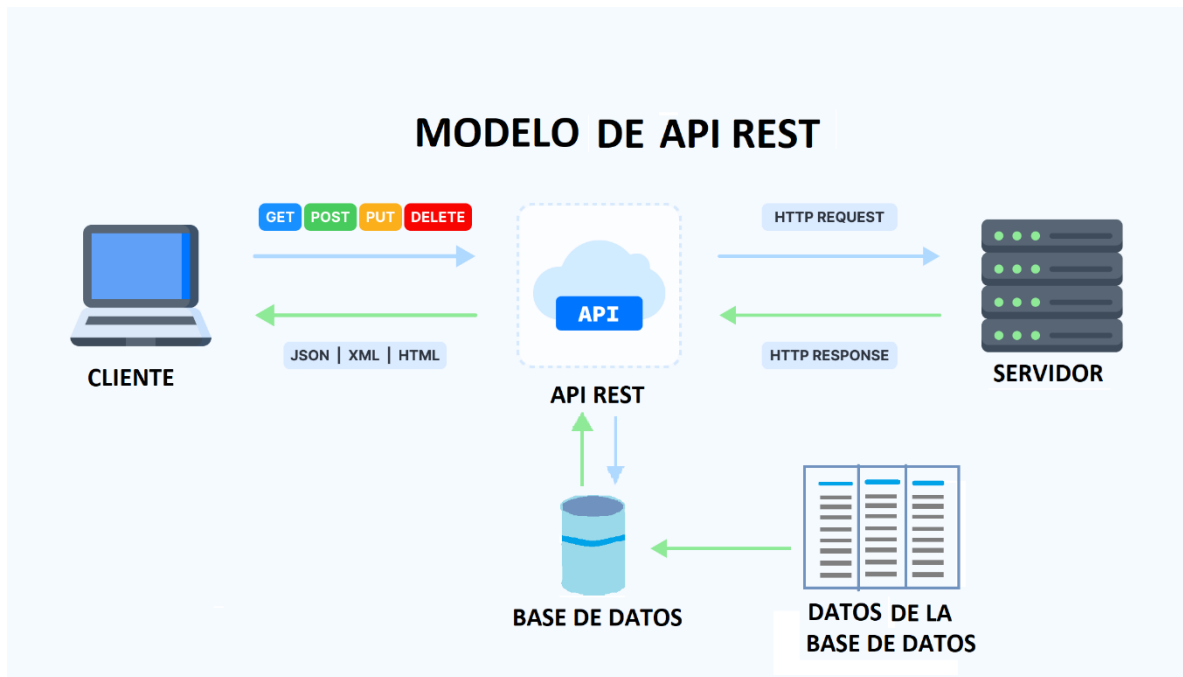 MODELO DE API REST
GET POST PUT DELETE
HTTP REQUEST
API
JSON | XML | HTML
HTTP RESPONSE
CLIENTE
API REST
SERVIDOR
BASE DE DATOS
DATOS DE LA
BASE DE DATOS